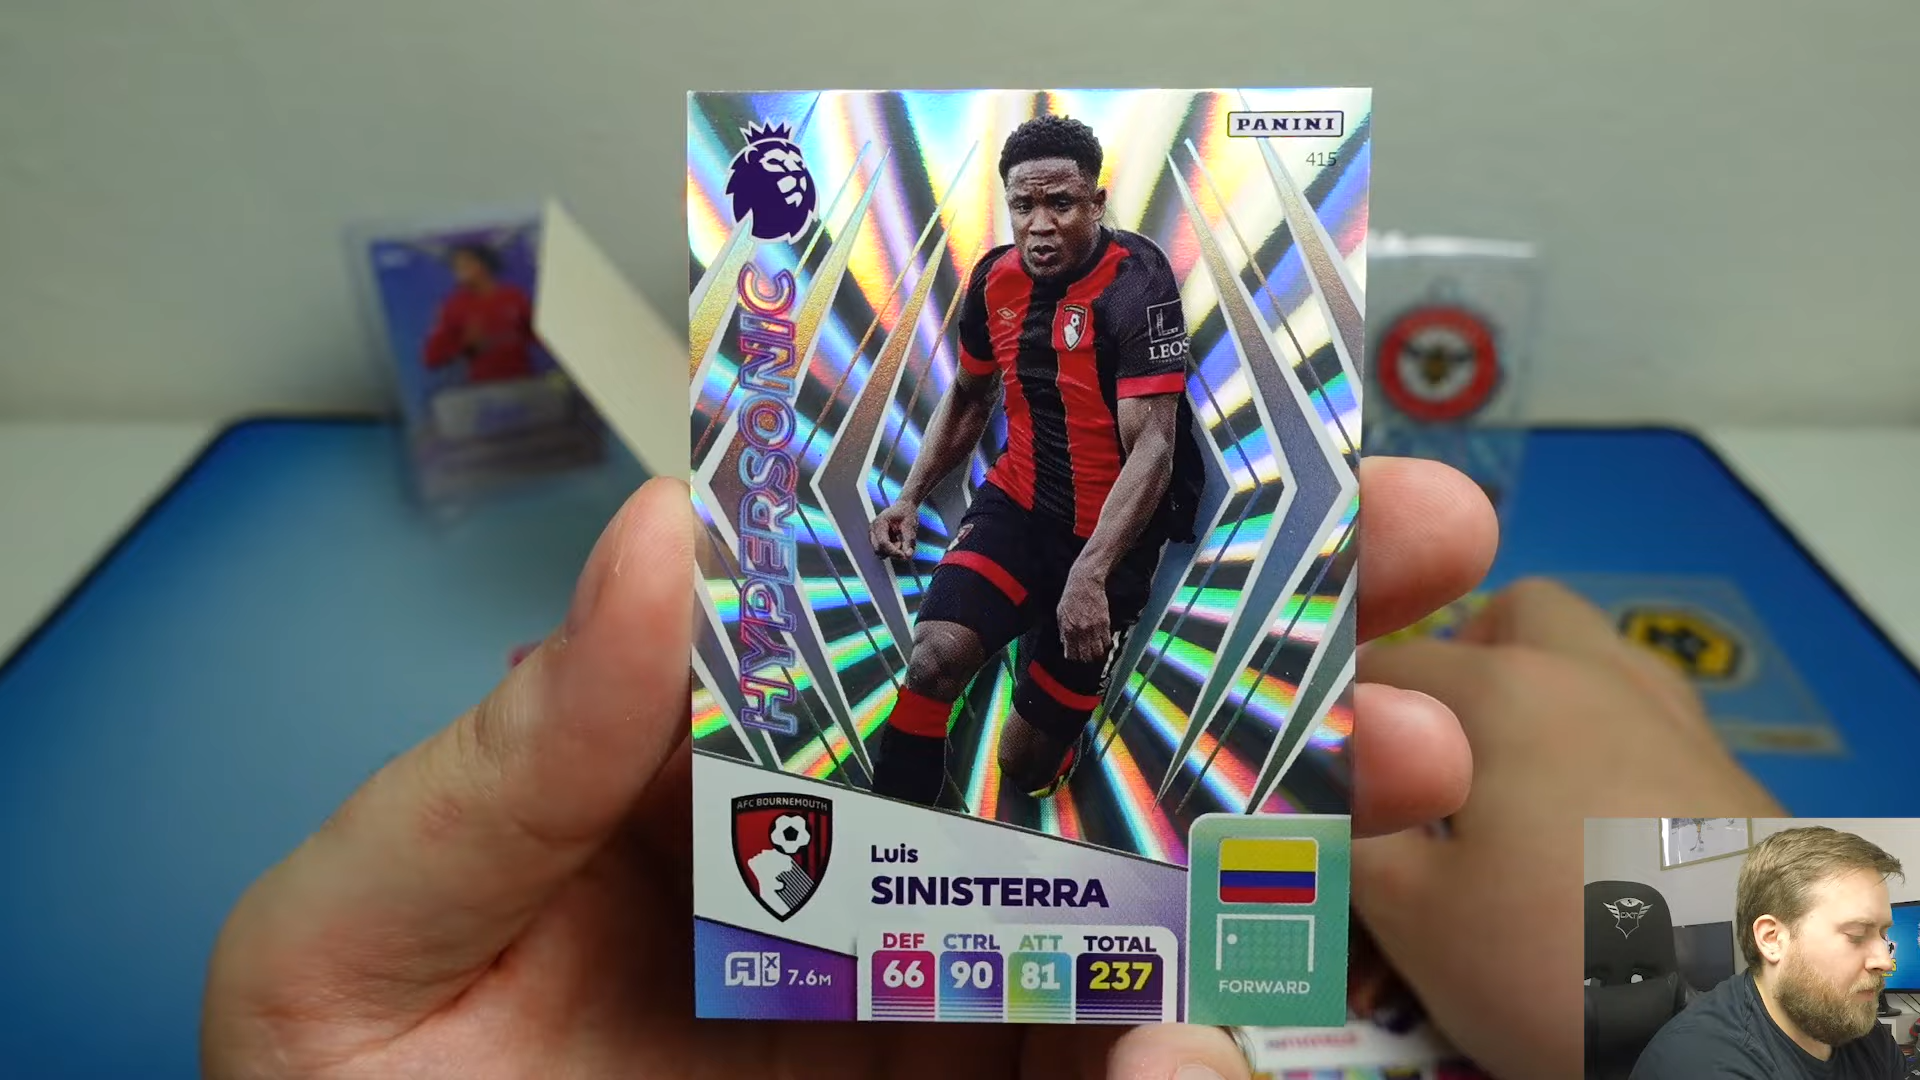 PANINI
415
HYPERSONIC
LEOS
AFC BOURNEMOUTH
Luis
SINISTERRA
DEF CTRL ATT TOTAL
66 90 81 237
AXL 7.6M
FORWARD